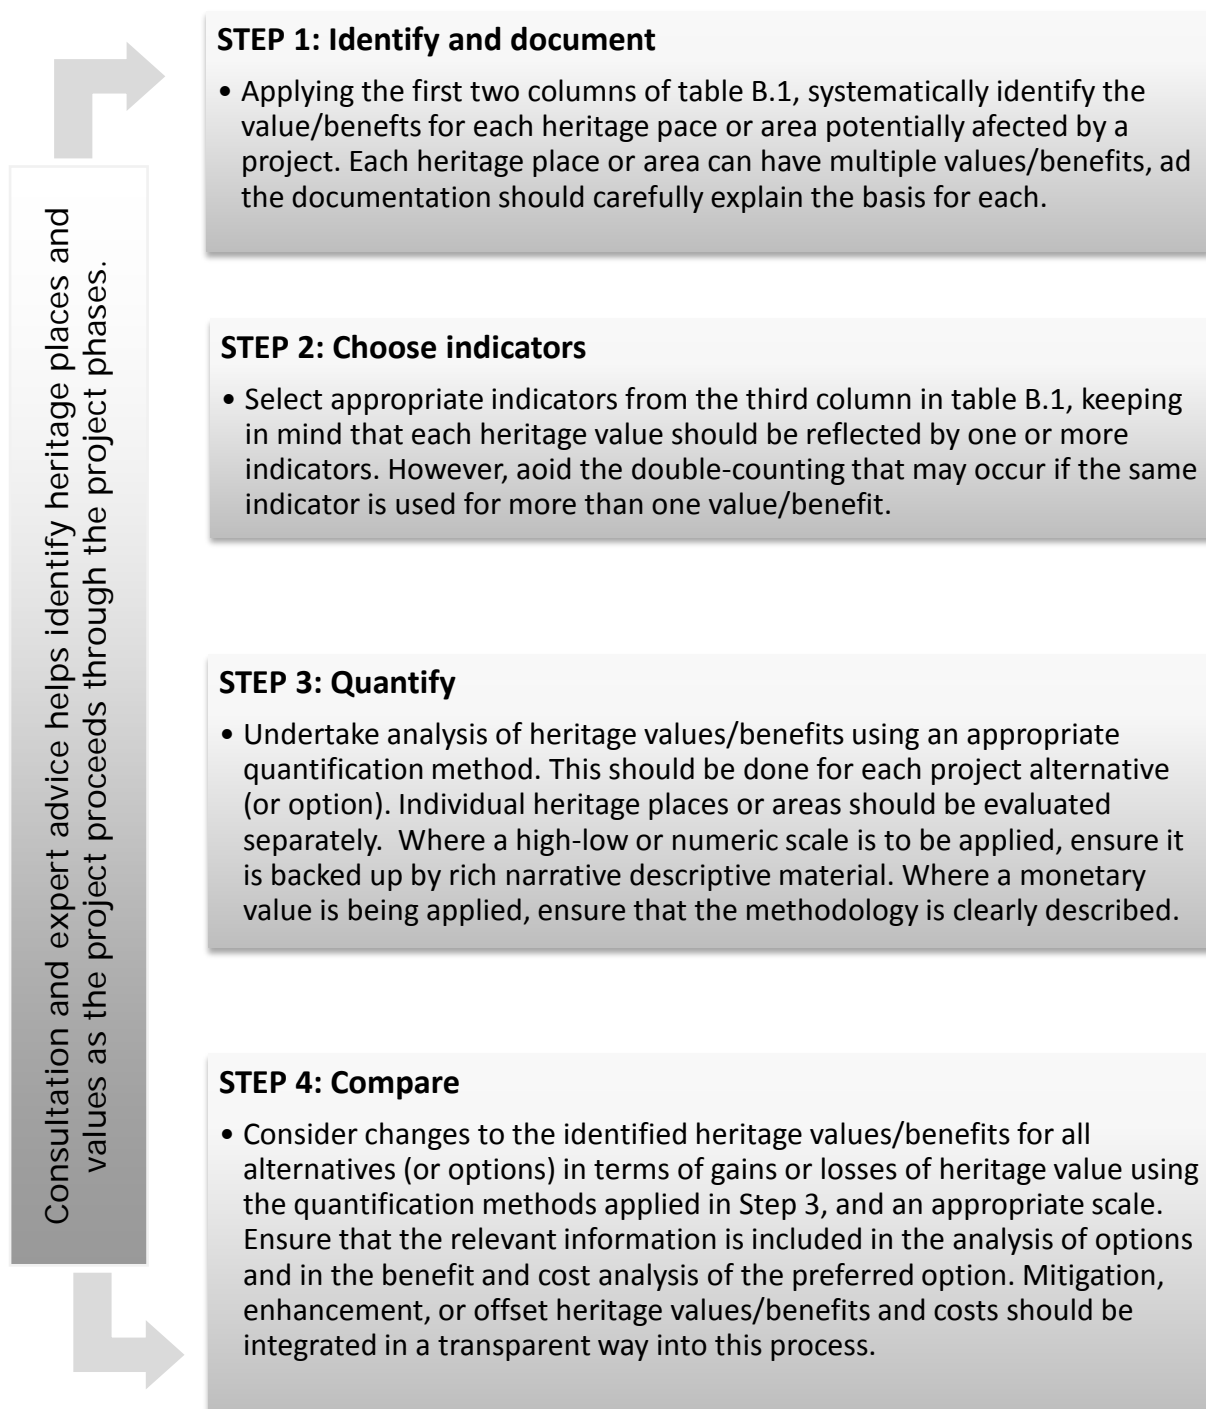 Consultation and expert advice helps identify heritage places and
values as the project proceeds through the project phases.
STEP 1: Identify and document
• Applying the first two columns of table B.1, systematically identify the
value/benefts for each heritage pace or area potentially afected by a
project. Each heritage place or area can have multiple values/benefits, ad
the documentation should carefully explain the basis for each.
STEP 2: Choose indicators
• Select appropriate indicators from the third column in table B.1, keeping
in mind that each heritage value should be reflected by one or more
indicators. However, aoid the double-counting that may occur if the same
indicator is used for more than one value/benefit.
STEP 3: Quantify
• Undertake analysis of heritage values/benefits using an appropriate
quantification method. This should be done for each project alternative
(or option). Individual heritage places or areas should be evaluated
separately.  Where a high-low or numeric scale is to be applied, ensure it
is backed up by rich narrative descriptive material. Where a monetary
value is being applied, ensure that the methodology is clearly described.
STEP 4: Compare
• Consider changes to the identified heritage values/benefits for all
alternatives (or options) in terms of gains or losses of heritage value using
the quantification methods applied in Step 3, and an appropriate scale.
Ensure that the relevant information is included in the analysis of options
and in the benefit and cost analysis of the preferred option. Mitigation,
enhancement, or offset heritage values/benefits and costs should be
integrated in a transparent way into this process.